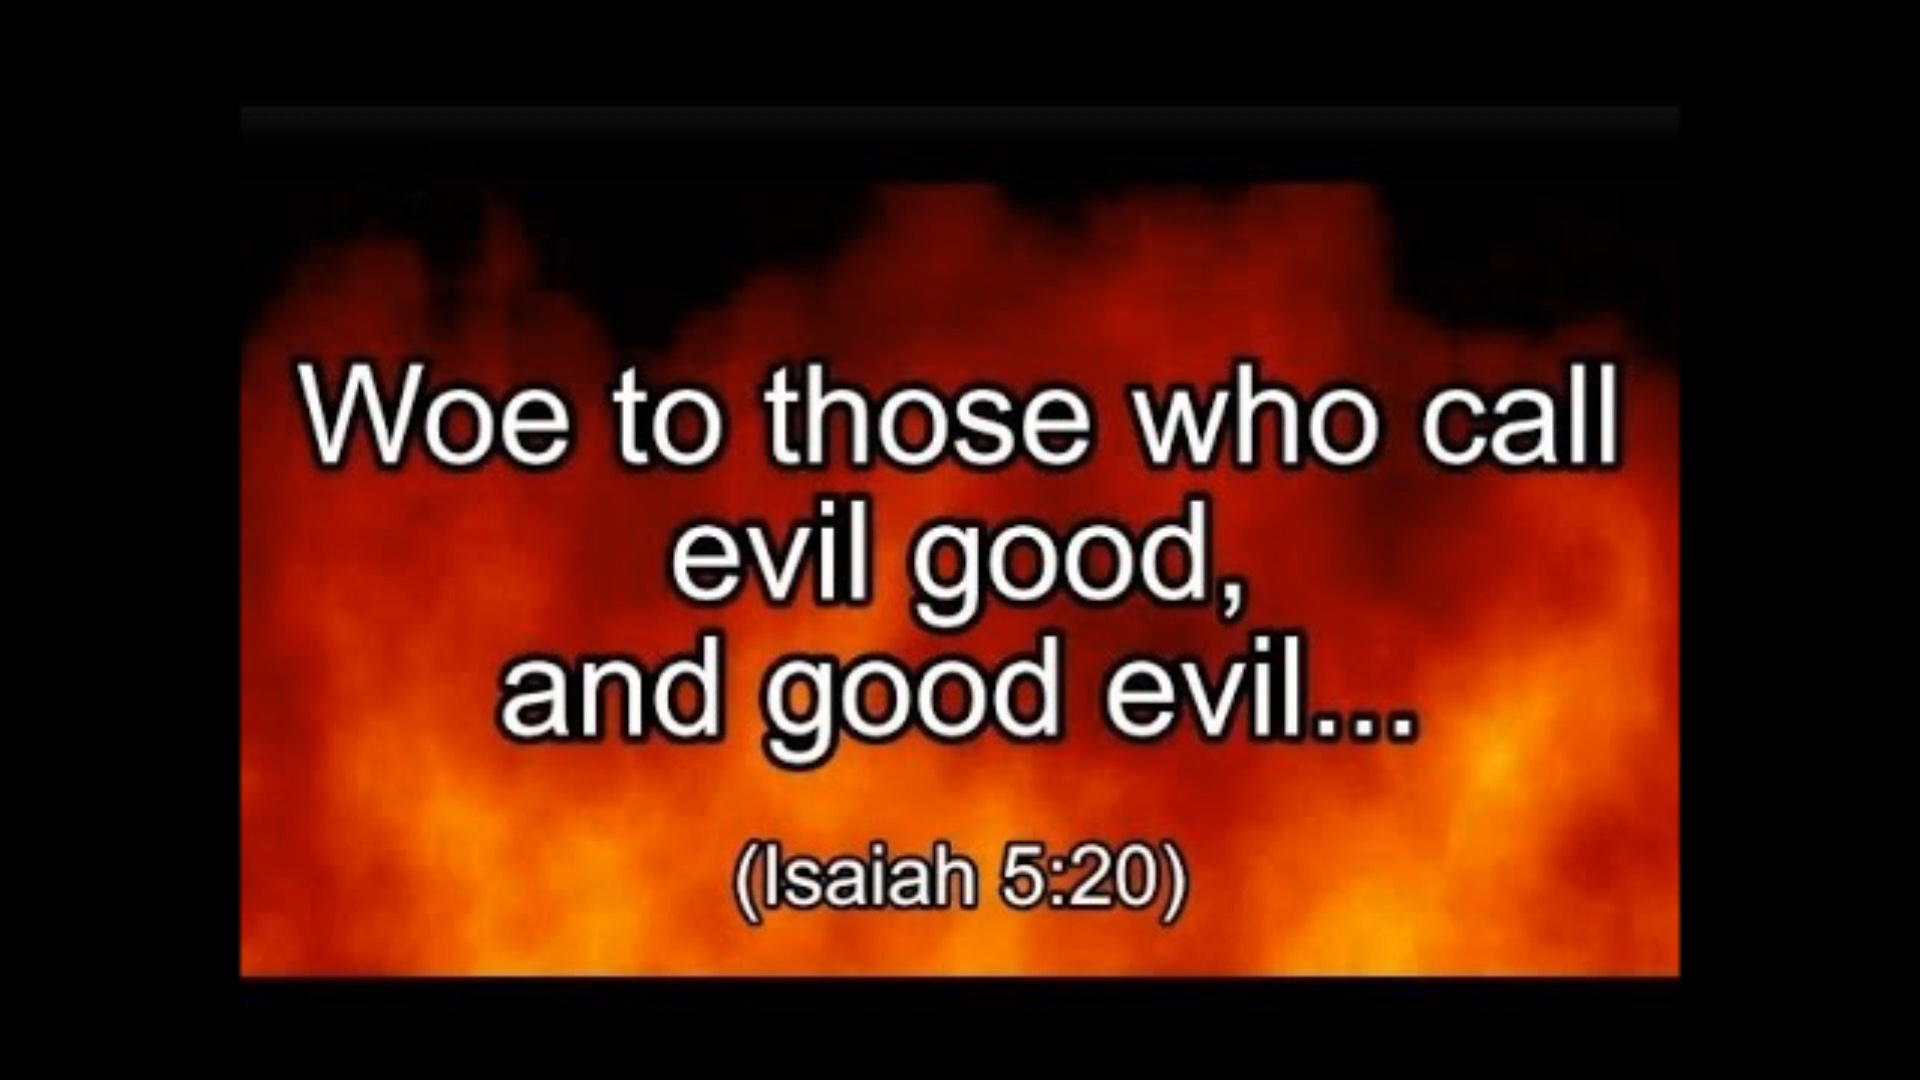 Woe to those who call
evil good,
and good evil...
(Isaiah 5:20)